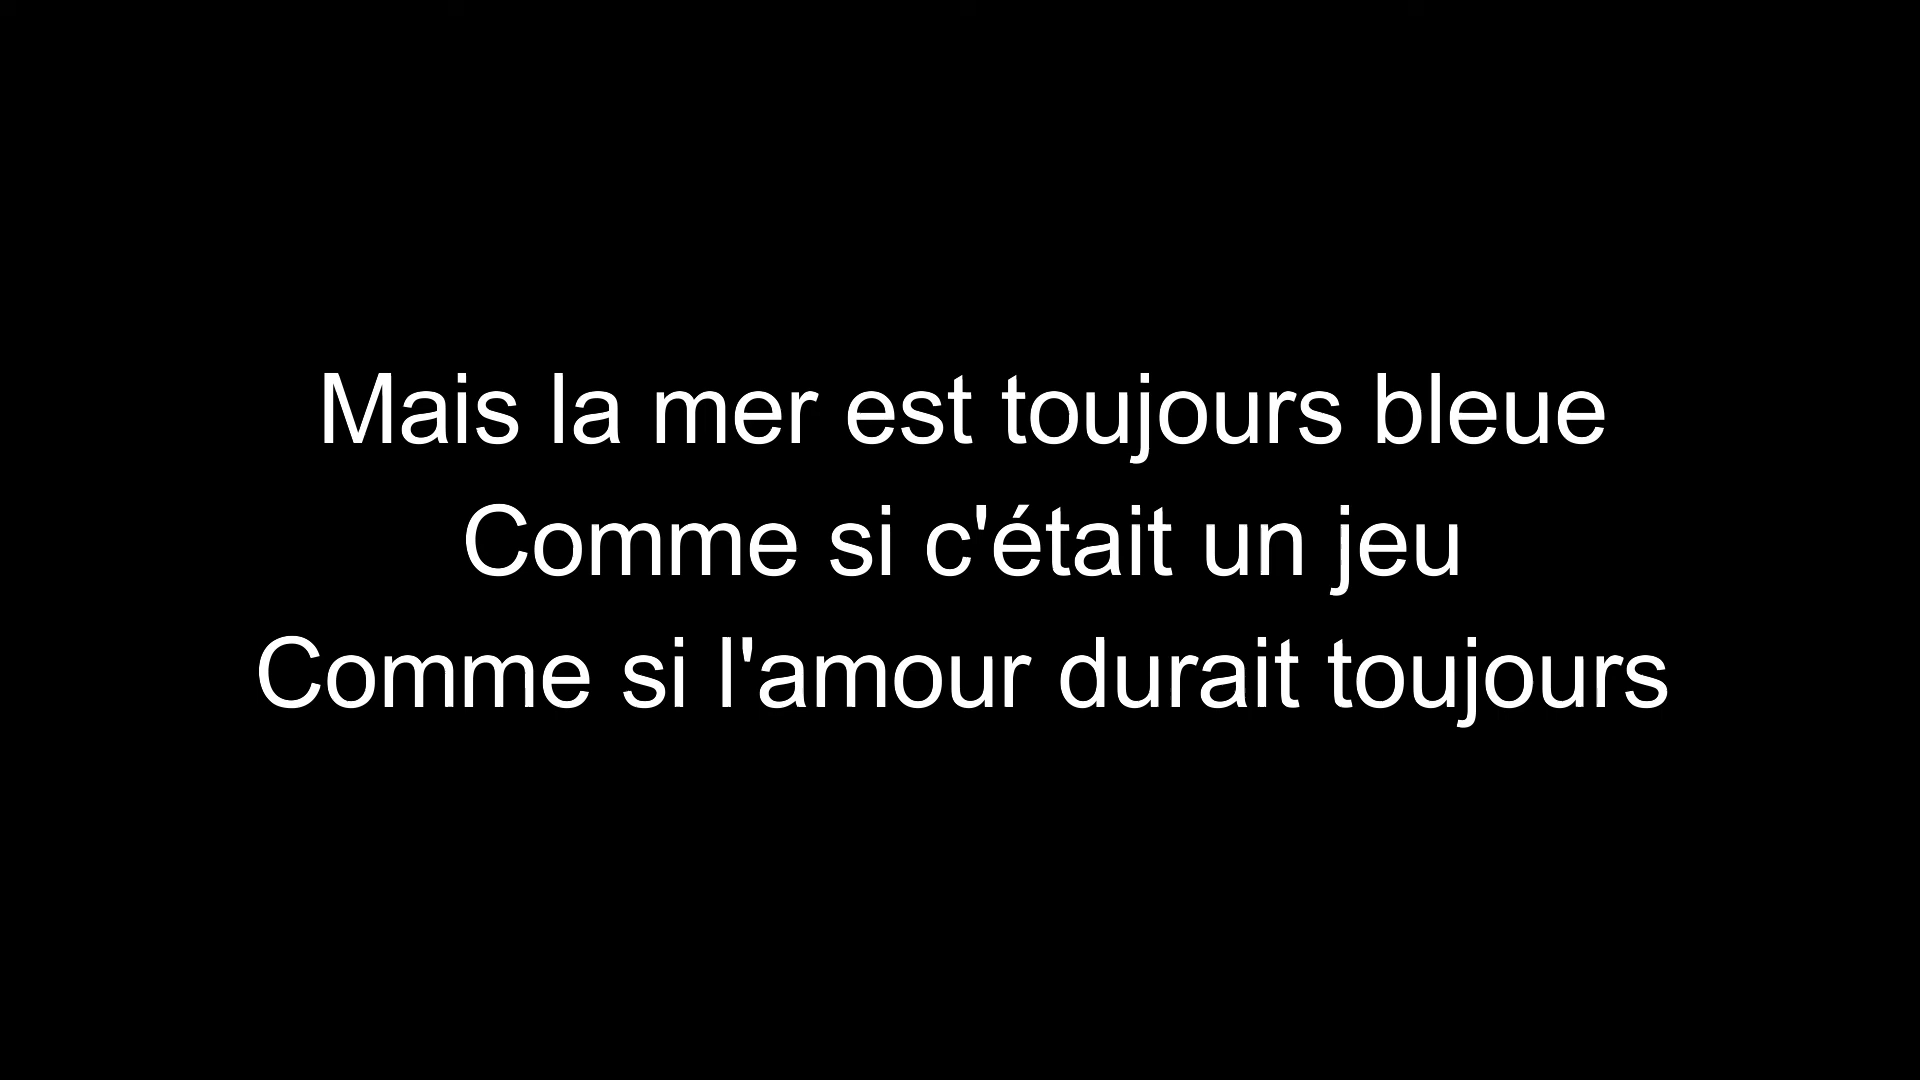 Mais la mer est toujours bleue
Comme si c'était un jeu
Comme si l'amour durait toujours